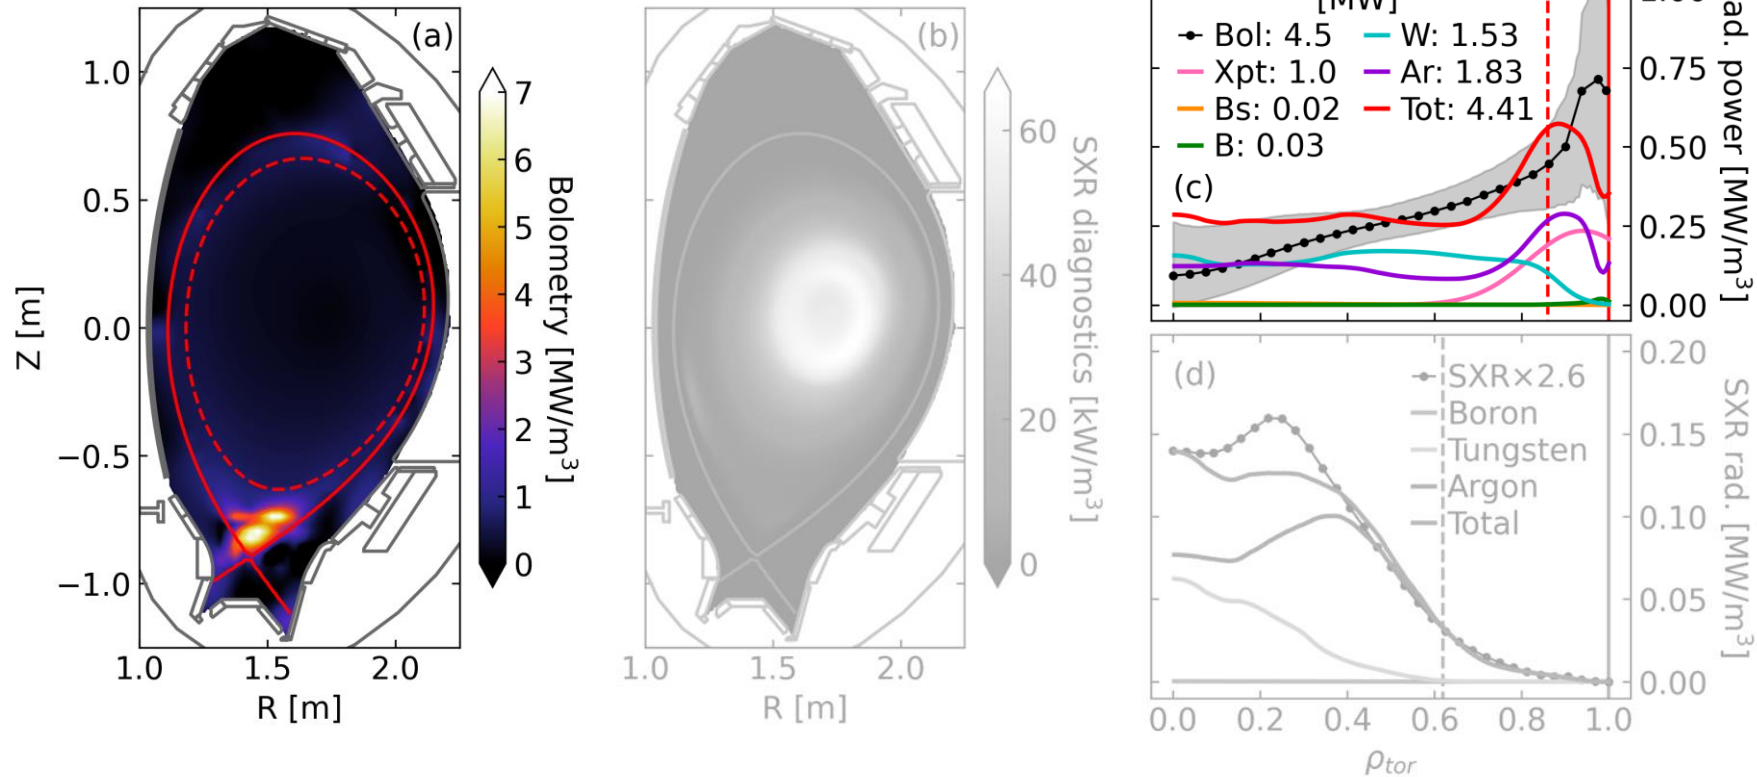 (a)
1.0
0.5
0.0
−0.5
−1.0
Z [m]
1.0 1.5 2.0
R [m]
7
6
5
4
3
2
1
0
Bolometry [MW/m³]
(b)
1.0 1.5 2.0
R [m]
60
40
20
0
SXR diagnostics [kW/m³]
[MW]
Bol: 4.5 W: 1.53
Xpt: 1.0 Ar: 1.83
Bs: 0.02 Tot: 4.41
B: 0.03
(c)
0.75
0.50
0.25
0.00
ad. power [MW/m³]
(d)
SXR×2.6
Boron
Tungsten
Argon
Total
0.20
0.15
0.10
0.05
0.00
SXR rad. [MW/m³]
0.0 0.2 0.4 0.6 0.8 1.0
ρtor